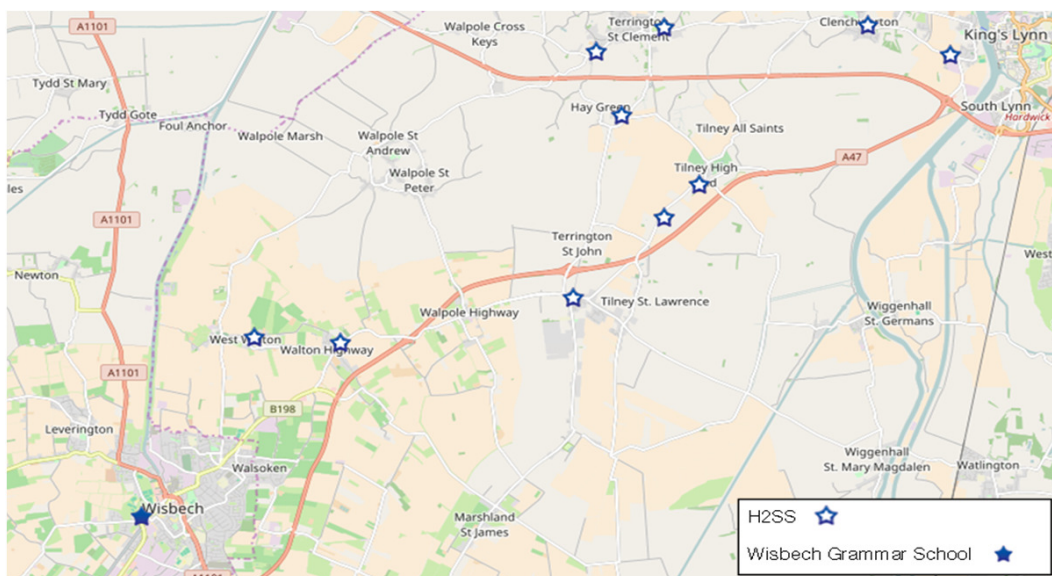 A1101
Walpole Cross
Keys
Terrington
St Clement
Clenchwarton
King's Lynn
Tydd St Mary
Tydd Gote
Foul Anchor
Walpole Marsh
Hay Green
South Lynn
Hardwick
Walpole St
Andrew
Tilney All Saints
A47
Walpole St
Peter
Tilney High
A1101
Terrington
St John
Newton
Walpole Highway
Tilney St. Lawrence
Wiggenhall
St. Germans
West Walton
Walton Highway
A1101
B198
Leverington
Walsoken
Wiggenhall
St. Mary Magdalen
Watlington
Wisbech
Marshland
St James
H2SS
Wisbech Grammar School
A1101